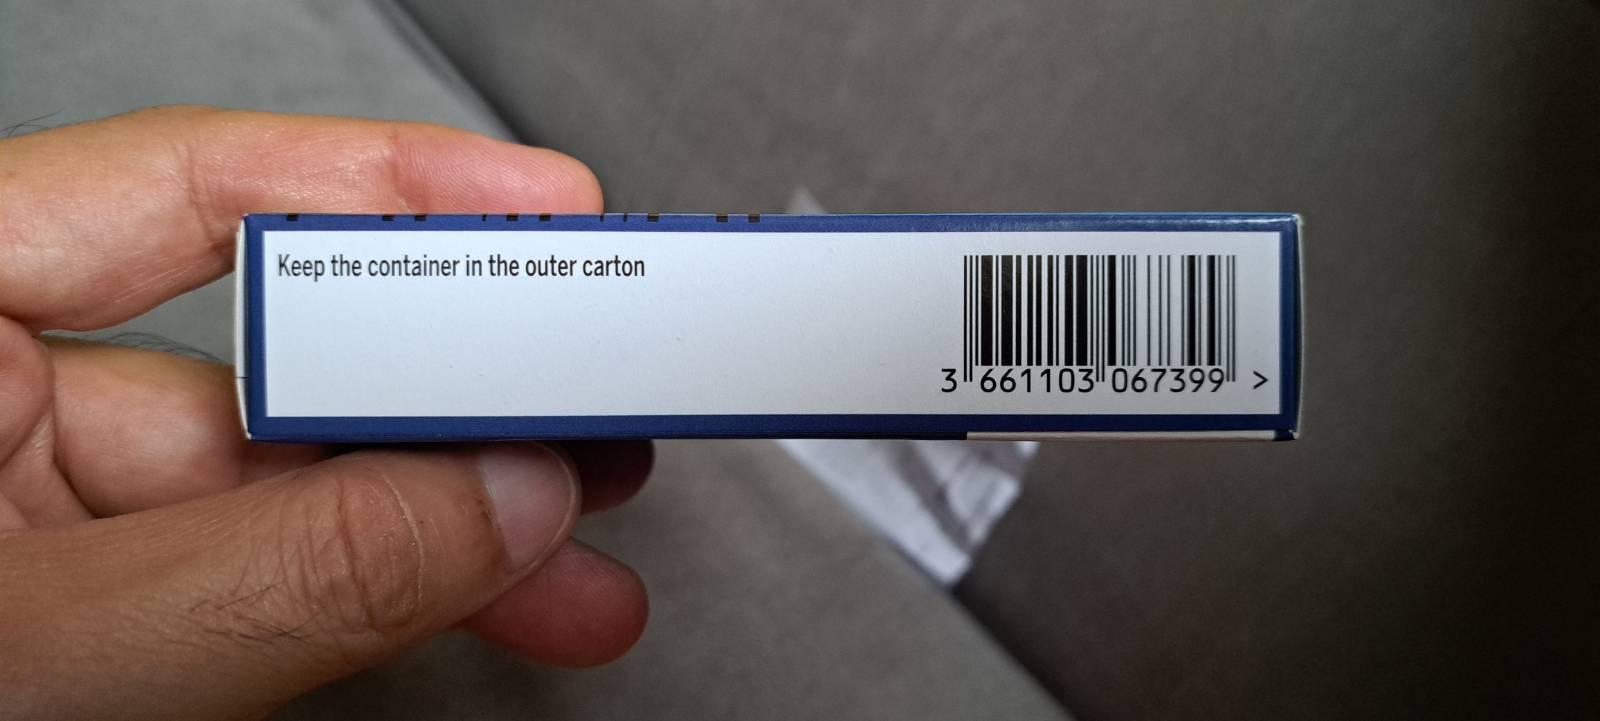 Keep the container in the outer carton
3 661103 067399 >